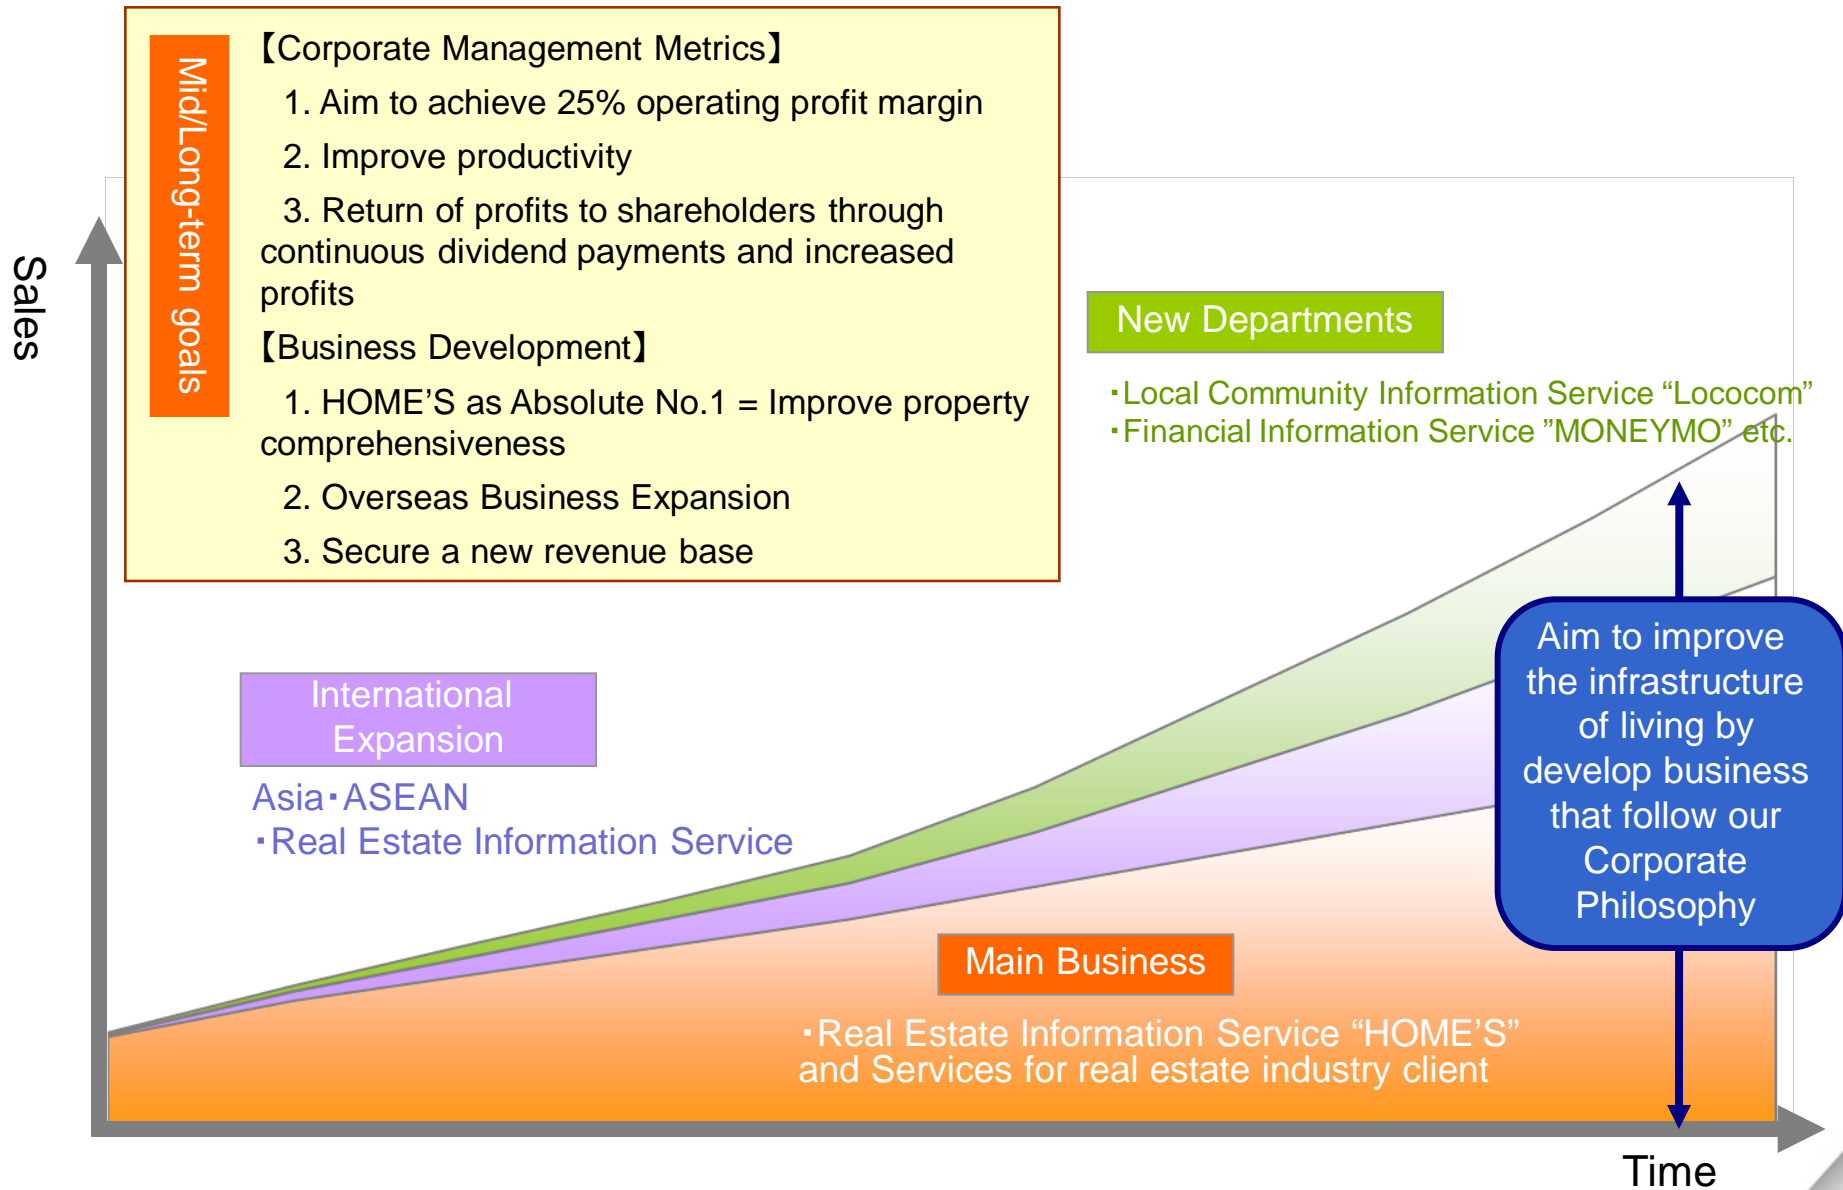 Mid/Long-term goals
【Corporate Management Metrics】
1. Aim to achieve 25% operating profit margin
2. Improve productivity
3. Return of profits to shareholders through
continuous dividend payments and increased
profits
【Business Development】
1. HOME’S as Absolute No.1 = Improve property
comprehensiveness
2. Overseas Business Expansion
3. Secure a new revenue base
Sales
New Departments
・Local Community Information Service “Lococom”
・Financial Information Service ”MONEYMO” etc.
International
Expansion
Asia・ASEAN
・Real Estate Information Service
Aim to improve
the infrastructure
of living by
develop business
that follow our
Corporate
Philosophy
Main Business
・Real Estate Information Service “HOME’S”
and Services for real estate industry client
Time